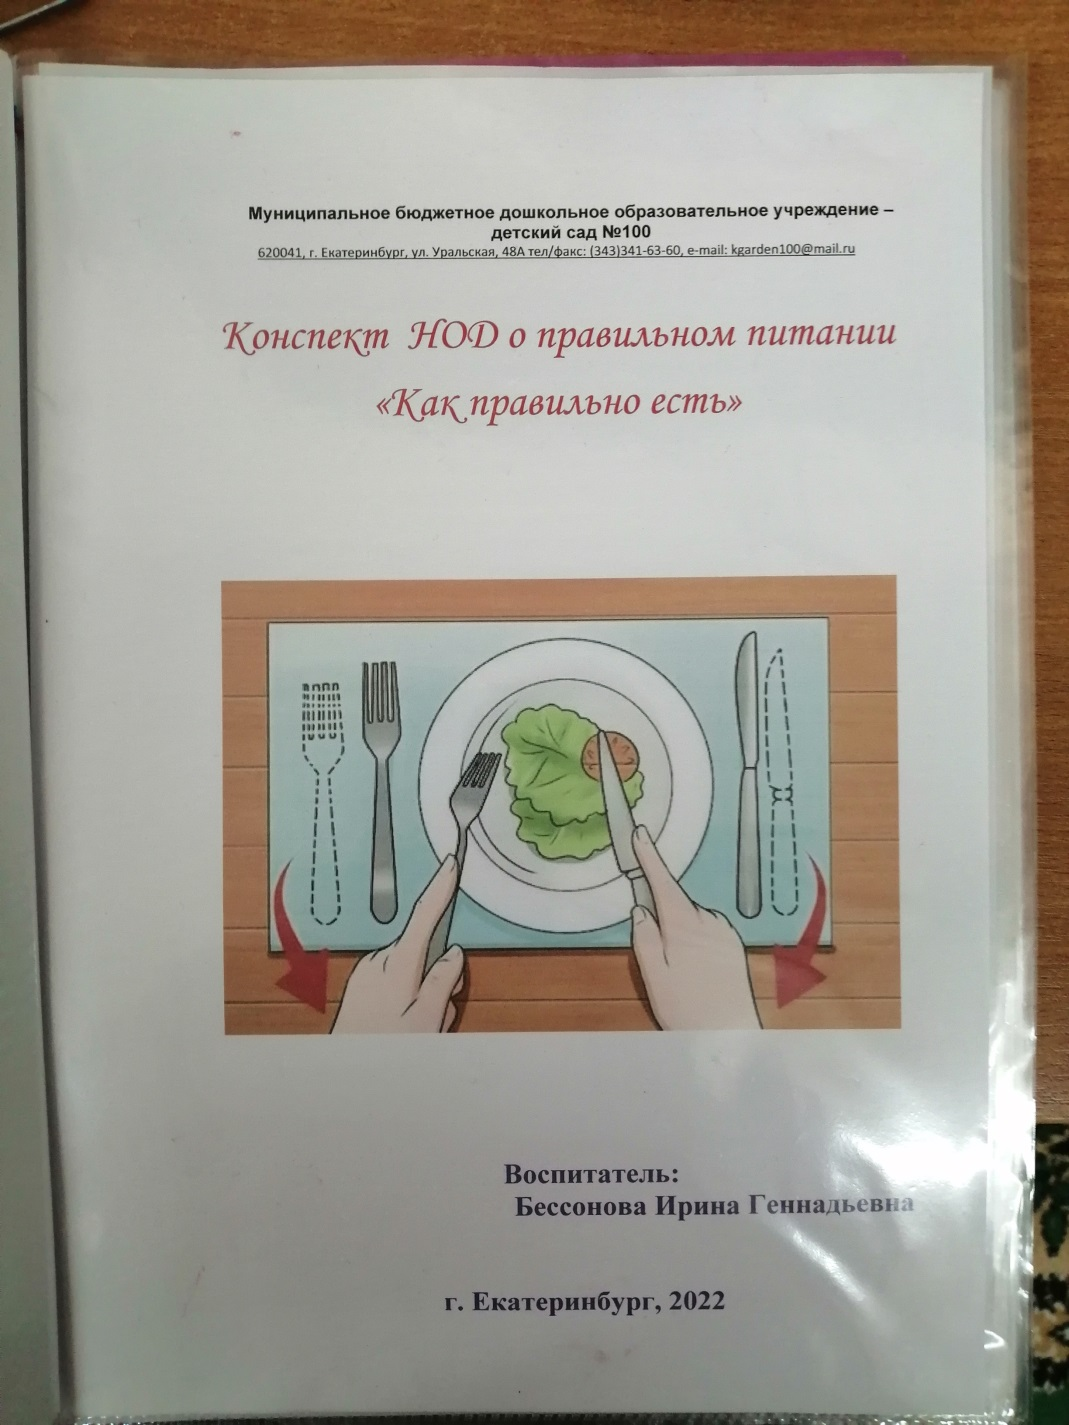 Муниципальное бюджетное дошкольное образовательное учреждение –
детский сад №100
620041, г. Екатеринбург, ул. Уральская, 48А тел/факс: (343)341-63-60, e-mail: kgarden100@mail.ru
Конспект НОД о правильном питании
«Как правильно есть»
Воспитатель:
Бессонова Ирина Геннадьевна
г. Екатеринбург, 2022